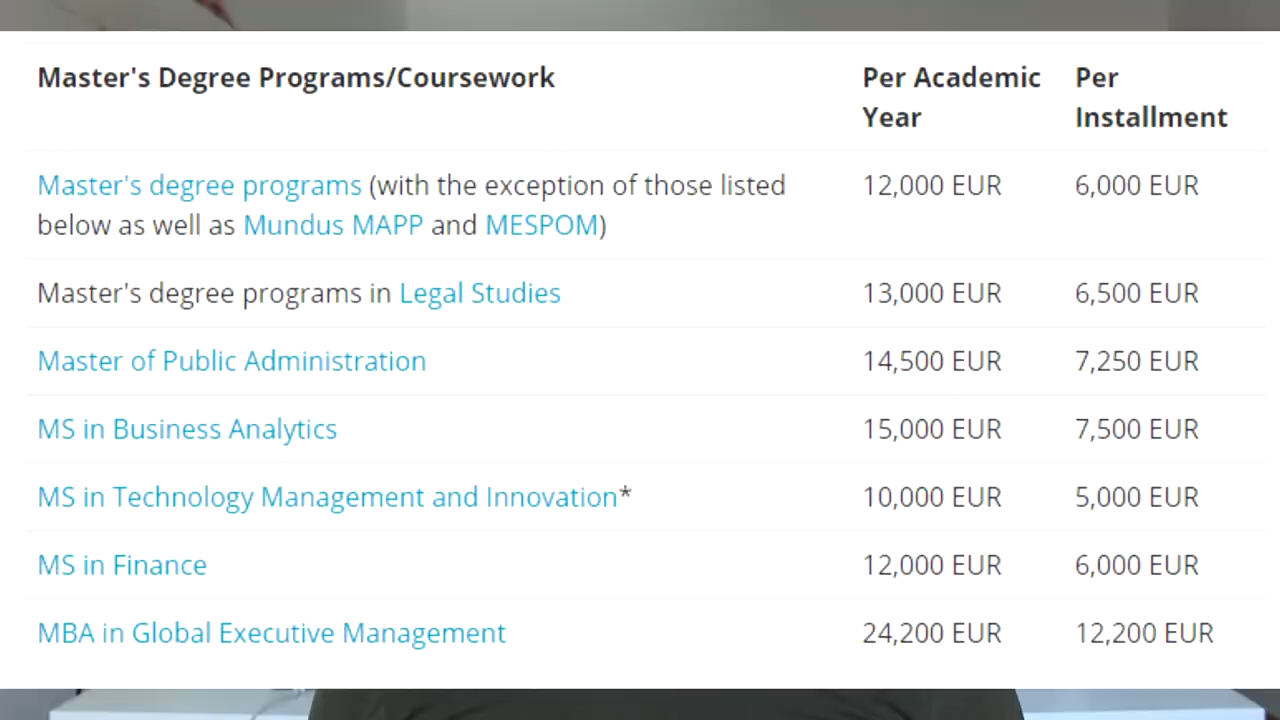 Master's Degree Programs/Coursework Per Academic Year Per Installment
Master's degree programs (with the exception of those listed below as well as Mundus MAPP and MESPOM) 12,000 EUR 6,000 EUR
Master's degree programs in Legal Studies 13,000 EUR 6,500 EUR
Master of Public Administration 14,500 EUR 7,250 EUR
MS in Business Analytics 15,000 EUR 7,500 EUR
MS in Technology Management and Innovation* 10,000 EUR 5,000 EUR
MS in Finance 12,000 EUR 6,000 EUR
MBA in Global Executive Management 24,200 EUR 12,200 EUR